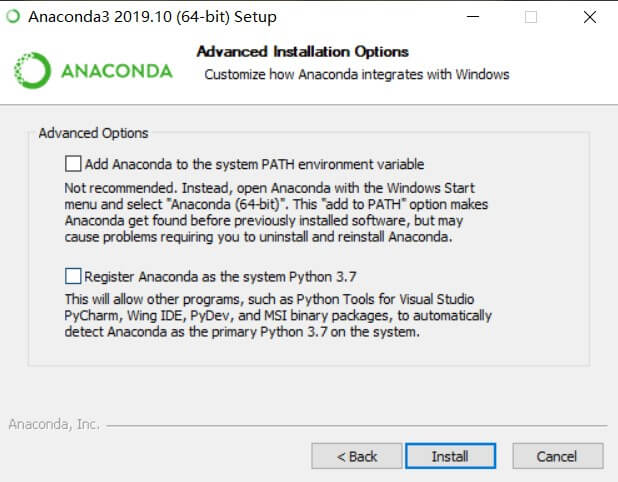 Anaconda3 2019.10 (64-bit) Setup
Advanced Installation Options
Customize how Anaconda integrates with Windows
ANACONDA
Advanced Options
Add Anaconda to the system PATH environment variable
Not recommended. Instead, open Anaconda with the Windows Start
menu and select "Anaconda (64-bit)". This "add to PATH" option makes
Anaconda get found before previously installed software, but may
cause problems requiring you to uninstall and reinstall Anaconda.
Register Anaconda as the system Python 3.7
This will allow other programs, such as Python Tools for Visual Studio
PyCharm, Wing IDE, PyDev, and MSI binary packages, to automatically
detect Anaconda as the primary Python 3.7 on the system.
Anaconda, Inc.
< Back Install Cancel